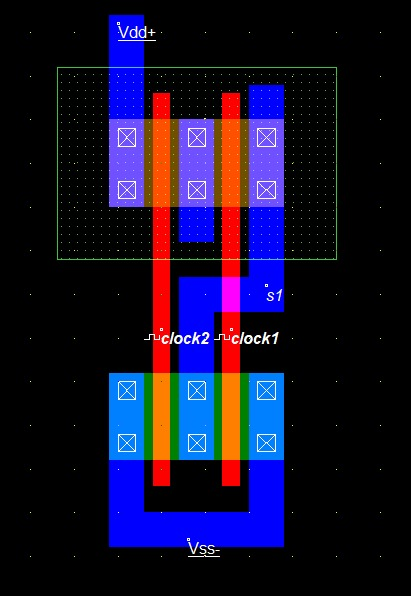 Vdd+
s1
clock2 clock1
Vss-